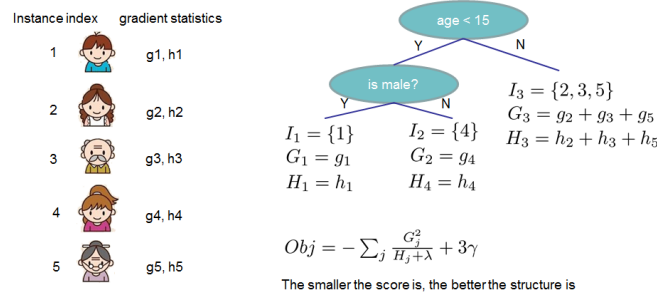 Instance index gradient statistics
1 g1, h1
2 g2, h2
3 g3, h3
4 g4, h4
5 g5, h5
age < 15
Y N
is male?
Y N
I₁ = {1}
G₁ = g₁
H₁ = h₁
I₂ = {4}
G₂ = g₄
H₄ = h₄
I₃ = {2, 3, 5}
G₃ = g₂ + g₃ + g₅
H₃ = h₂ + h₃ + h₅
Obj = − ∑ⱼ Gⱼ² / (Hⱼ+λ) + 3γ
The smaller the score is, the better the structure is